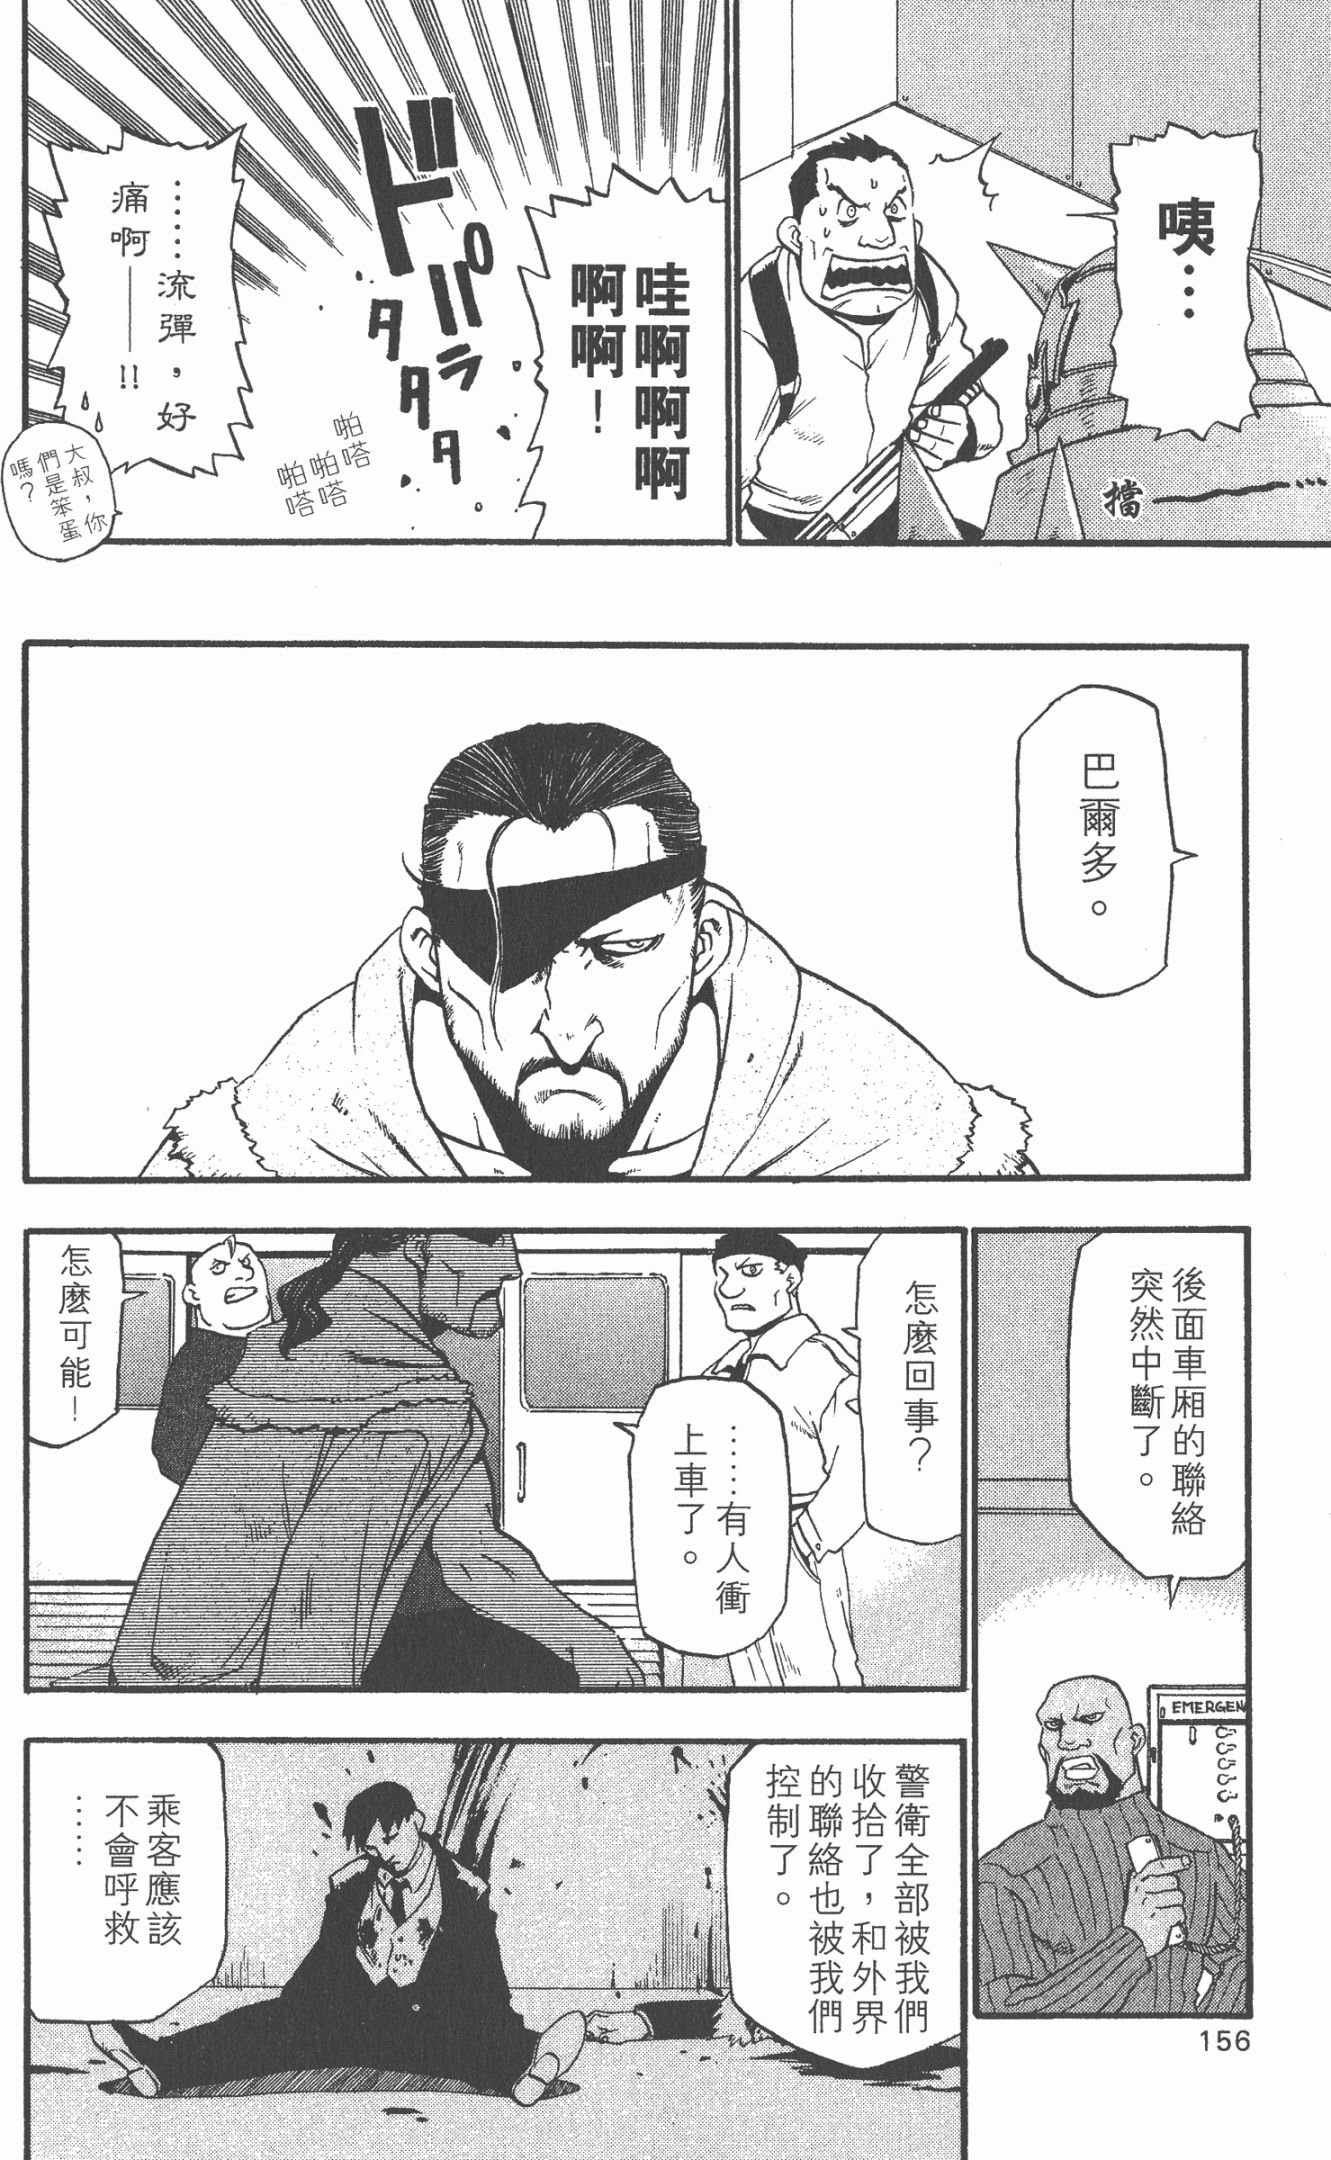 咦⋯
擋
哇啊啊啊
啊啊！
ドパラタタタタ
啪嗒
啪嗒
啪嗒
⋯⋯流彈，好
痛啊——!!
大叔，你
們是笨蛋
嗎？
巴爾多。
後面車廂的聯絡
突然中斷了。
EMERGEN
怎麼回事？
⋯⋯有人衝
上車了。
怎麼可能！
警衛全部被我們
收拾了，和外界
的聯絡也被我們
控制了。
乘客應該
不會呼救
⋯⋯
156